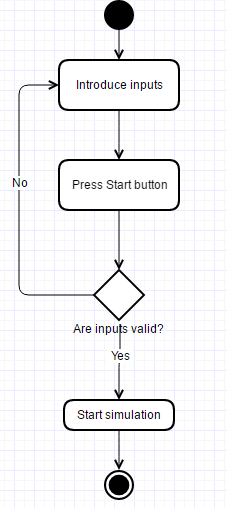 Introduce inputs
Press Start button
No
Are inputs valid?
Yes
Start simulation